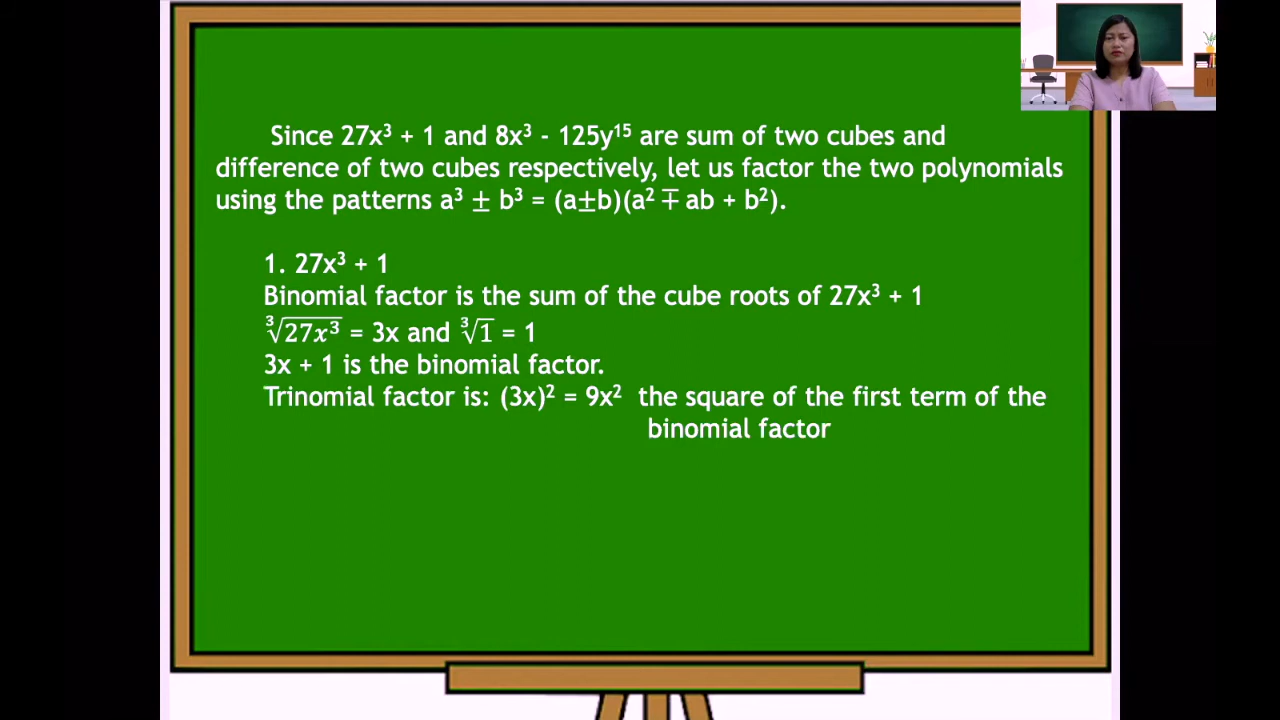 Since 27x³ + 1 and 8x³ - 125y¹⁵ are sum of two cubes and
difference of two cubes respectively, let us factor the two polynomials
using the patterns a³ ± b³ = (a±b)(a² ∓ ab + b²).
1. 27x³ + 1
Binomial factor is the sum of the cube roots of 27x³ + 1
∛27x³ = 3x and ∛1 = 1
3x + 1 is the binomial factor.
Trinomial factor is: (3x)² = 9x² the square of the first term of the
binomial factor